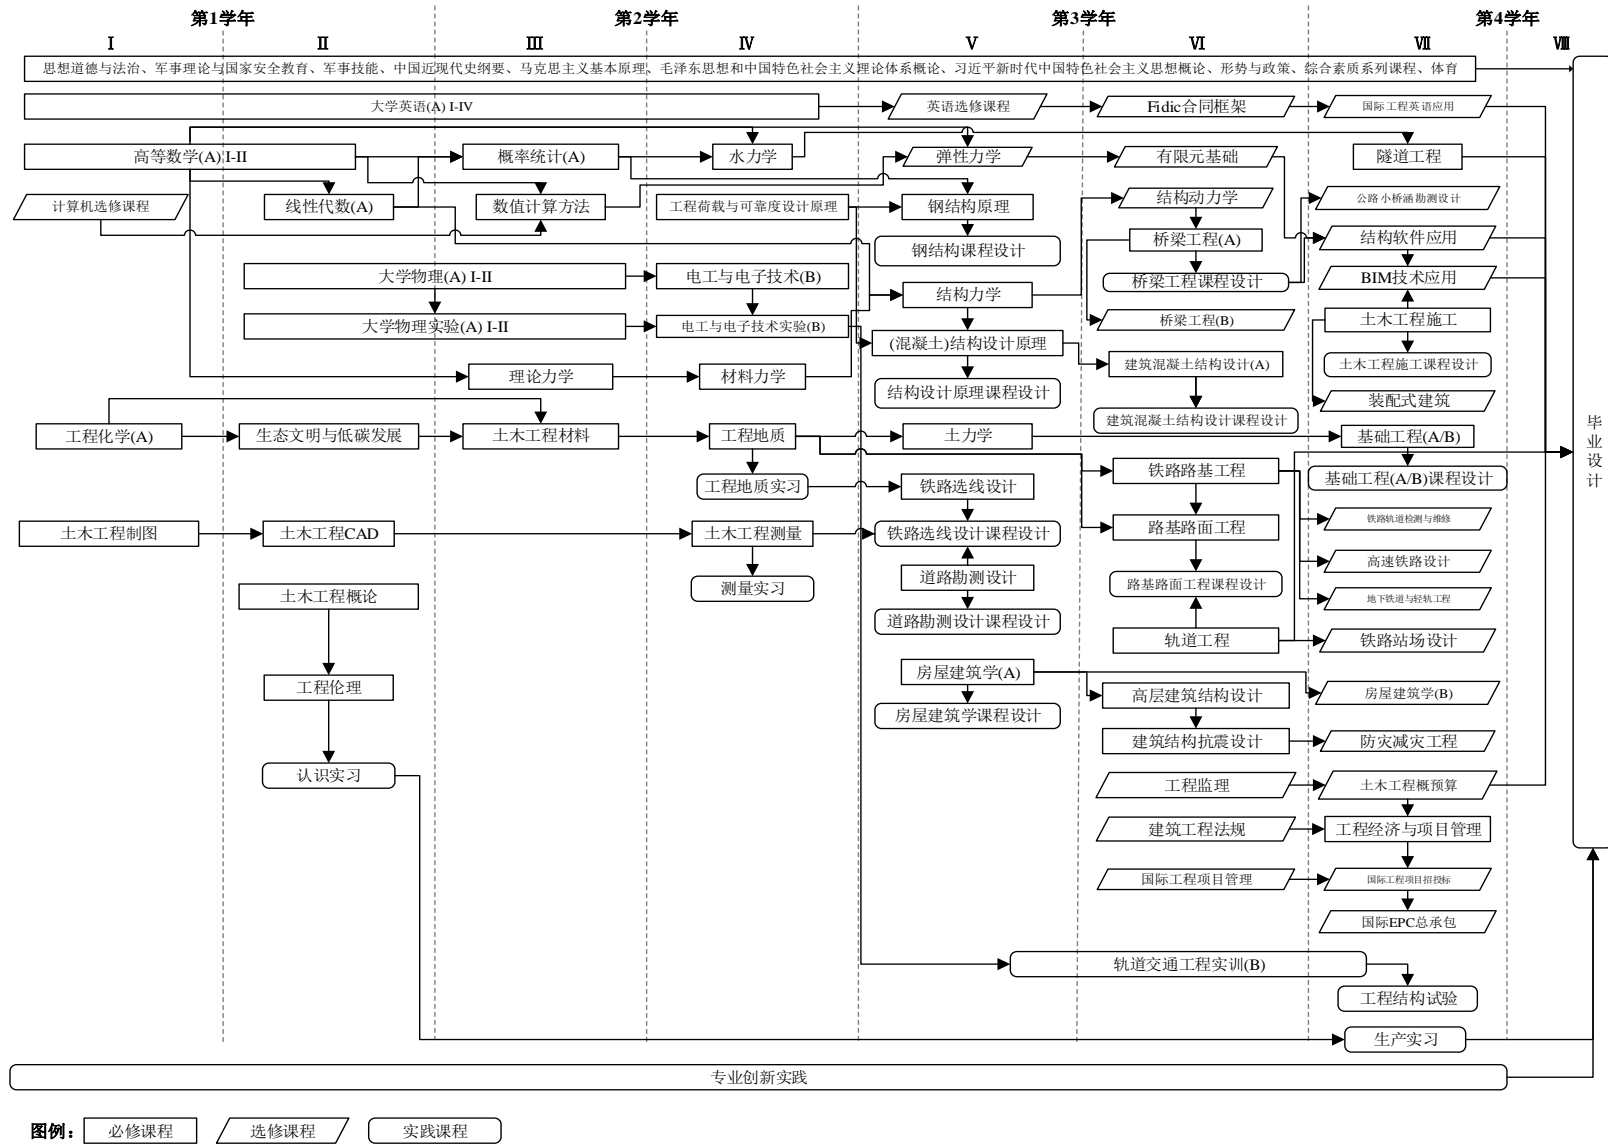 第1学年 第2学年 第3学年 第4学年
Ⅰ Ⅱ Ⅲ Ⅳ Ⅴ Ⅵ Ⅶ Ⅷ
思想道德与法治、军事理论与国家安全教育、军事技能、中国近现代史纲要、马克思主义基本原理、毛泽东思想和中国特色社会主义理论体系概论、习近平新时代中国特色社会主义思想概论、形势与政策、综合素质系列课程、体育
大学英语(A) I-IV 英语选修课程 Fidic合同框架 国际工程英语应用
高等数学(A) I-II 概率统计(A) 水力学 弹性力学 有限元基础 隧道工程
计算机选修课程 线性代数(A) 数值计算方法 工程荷载与可靠度设计原理 钢结构原理 结构动力学 公路小桥涵勘测设计
钢结构课程设计 桥梁工程(A) 结构软件应用
大学物理(A) I-II 电工与电子技术(B) 桥梁工程课程设计 BIM技术应用
结构力学
大学物理实验(A) I-II 电工与电子技术实验(B) 桥梁工程(B) 土木工程施工
(混凝土)结构设计原理 建筑混凝土结构设计(A) 土木工程施工课程设计
理论力学 材料力学
结构设计原理课程设计 装配式建筑
建筑混凝土结构设计课程设计
工程化学(A) 生态文明与低碳发展 土木工程材料 工程地质 土力学 基础工程(A/B)
毕业设计
铁路路基工程 基础工程(A/B)课程设计
工程地质实习 铁路选线设计
铁路轨道检测与维修
土木工程制图 土木工程CAD 土木工程测量 铁路选线设计课程设计 路基路面工程
高速铁路设计
测量实习 道路勘测设计 路基路面工程课程设计
土木工程概论 地下铁道与轻轨工程
道路勘测设计课程设计
轨道工程 铁路站场设计
房屋建筑学(A)
工程伦理 高层建筑结构设计 房屋建筑学(B)
房屋建筑学课程设计
建筑结构抗震设计 防灾减灾工程
认识实习
工程监理 土木工程概预算
建筑工程法规 工程经济与项目管理
国际工程项目管理 国际工程项目招投标
国际EPC总承包
轨道交通工程实训(B)
工程结构试验
生产实习
专业创新实践
图例： 必修课程 选修课程 实践课程